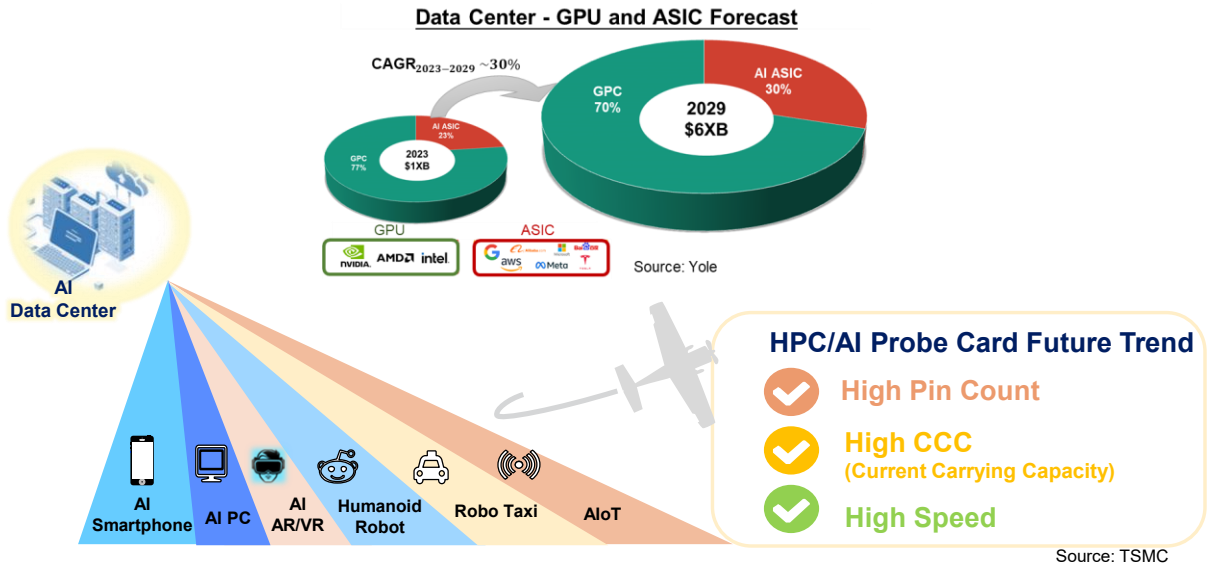 Data Center - GPU and ASIC Forecast
CAGR2023–2029 ~30%
AI ASIC
23%
GPC
77%
2023
$1XB
AI ASIC
30%
GPC
70%
2029
$6XB
GPU
NVIDIA.
AMD
intel.
ASIC
G
aws
Microsoft
Meta
TESLA
Source: Yole
AI
Data Center
AI
Smartphone
AI PC
AI
AR/VR
Humanoid
Robot
Robo Taxi
AIoT
HPC/AI Probe Card Future Trend
High Pin Count
High CCC
(Current Carrying Capacity)
High Speed
Source: TSMC